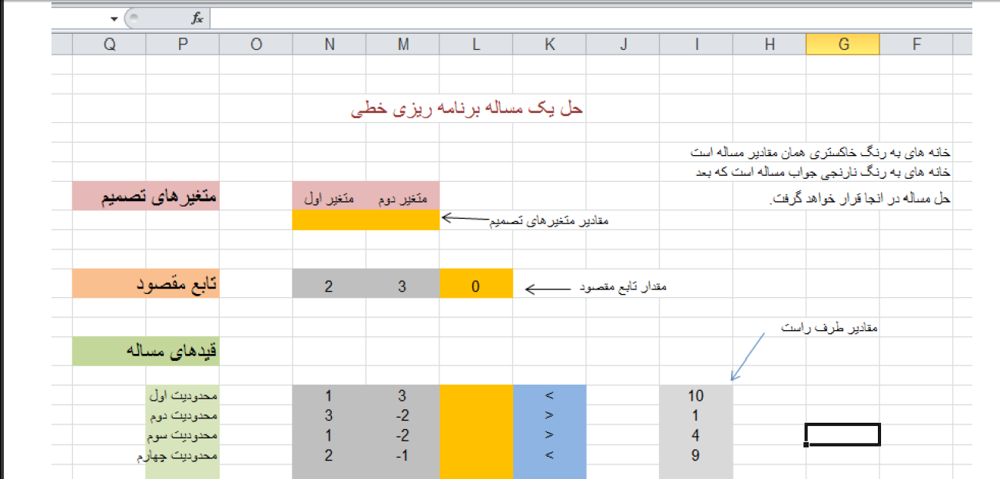 fx
Q P O N M L K J I H G F
حل یک مساله برنامه ریزی خطی
خانه های به رنگ خاکستری همان مقادیر مساله است
خانه های به رنگ نارنجی جواب مساله است که بعد
حل مساله در انجا قرار خواهد گرفت.
متغیرهای تصمیم
متغیر اول متغیر دوم
مقادیر متغیرهای تصمیم
تابع مقصود
2 3 0
مقدار تابع مقصود
مقادیر طرف راست
قیدهای مساله
محدودیت اول 1 3 < 10
محدودیت دوم 3 -2 > 1
محدودیت سوم 1 -2 > 4
محدودیت چهارم 2 -1 < 9